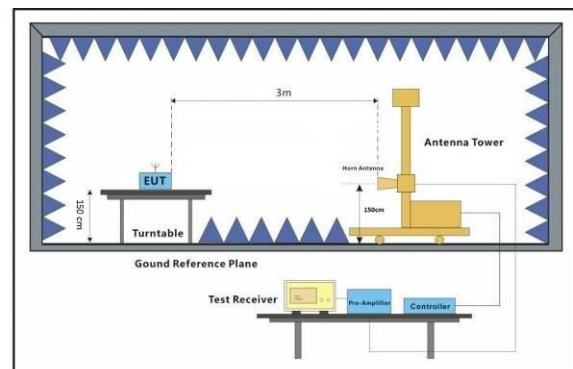 3m
Antenna Tower
Horn Antenna
EUT
150 cm
150cm
Turntable
Gound Reference Plane
Test Receiver
Pre-Amplifier
Controller